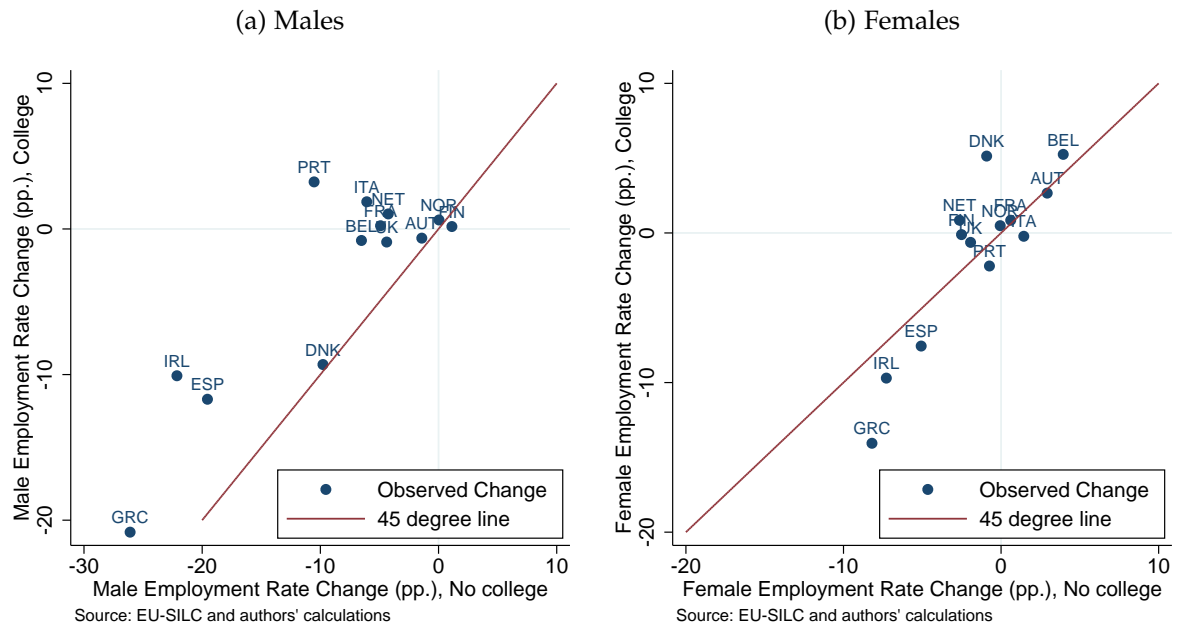 (a) Males
Male Employment Rate Change (pp.), College
10
0
-10
-20
PRT
ITA
NET
FRA
NOR
FIN
BEL
UK
AUT
DNK
IRL
ESP
GRC
Observed Change
45 degree line
-30 -20 -10 0 10
Male Employment Rate Change (pp.), No college
Source: EU-SILC and authors' calculations
(b) Females
Female Employment Rate Change (pp.), College
10
0
-10
-20
DNK
BEL
AUT
NET
FRA
NOR
FIN
ITA
UK
PRT
ESP
IRL
GRC
Observed Change
45 degree line
-20 -10 0 10
Female Employment Rate Change (pp.), No college
Source: EU-SILC and authors' calculations